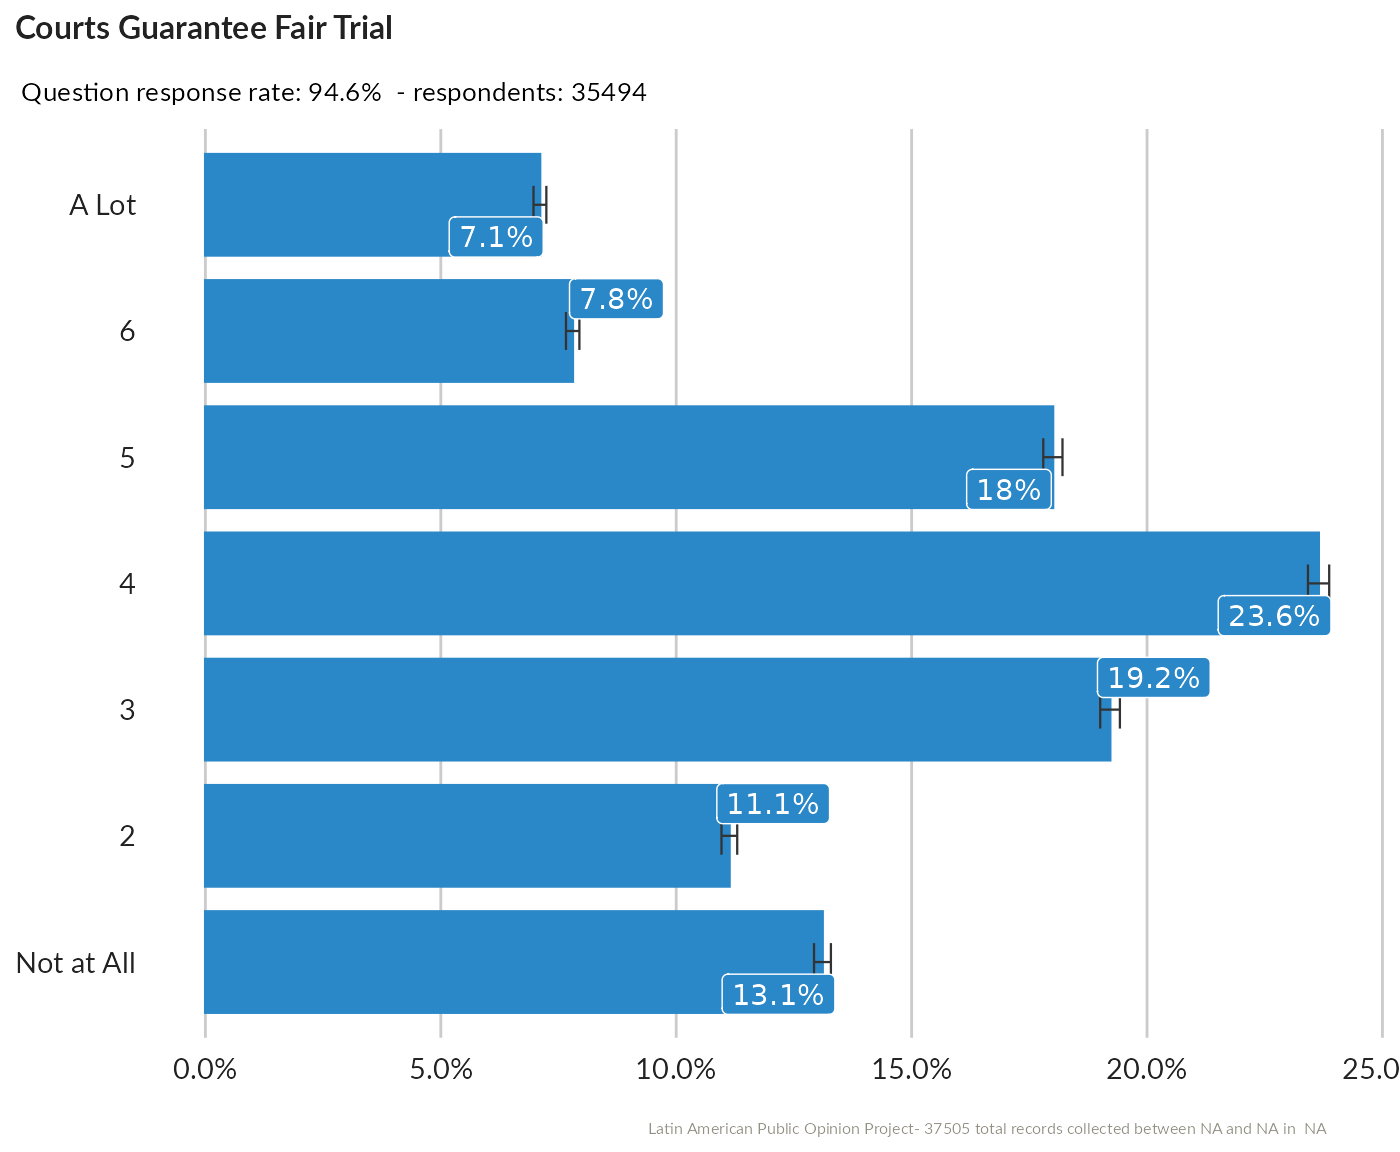 Courts Guarantee Fair Trial
Question response rate: 94.6% - respondents: 35494
A Lot
7.1%
6
7.8%
5
18%
4
23.6%
3
19.2%
2
11.1%
Not at All
13.1%
0.0% 5.0% 10.0% 15.0% 20.0% 25.0
Latin American Public Opinion Project- 37505 total records collected between NA and NA in NA